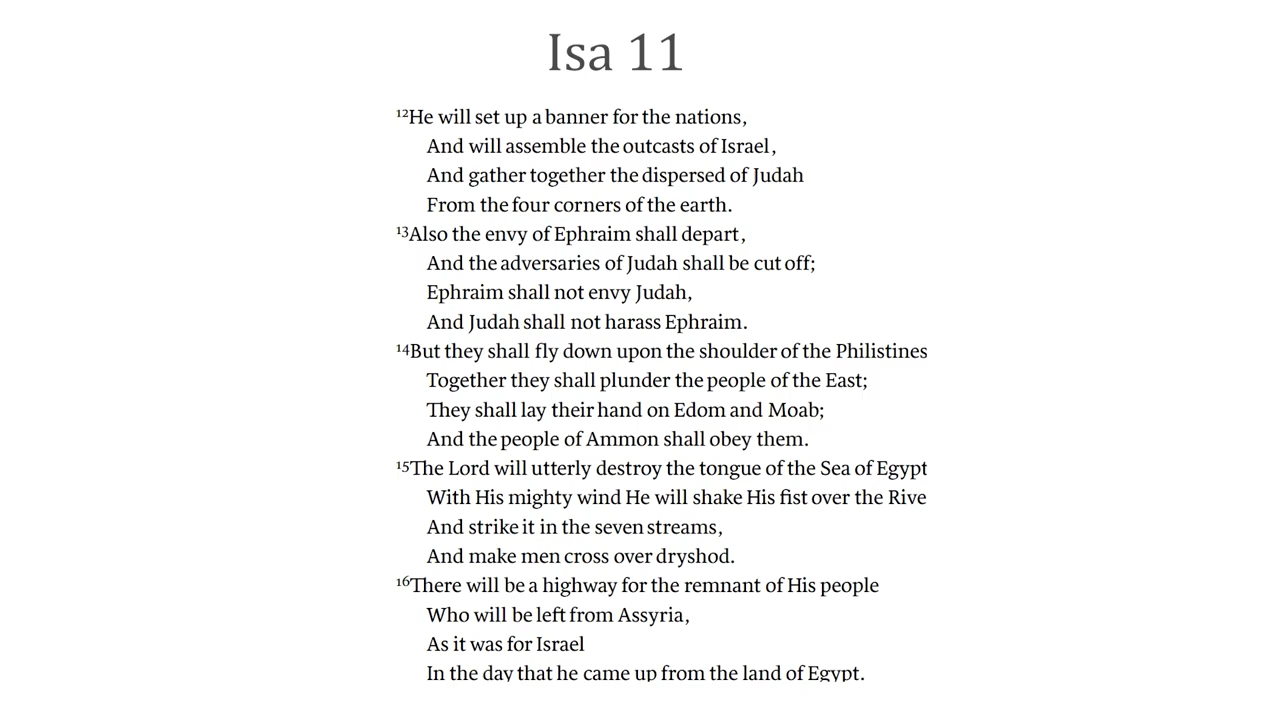 Isa 11
¹²He will set up a banner for the nations,
And will assemble the outcasts of Israel,
And gather together the dispersed of Judah
From the four corners of the earth.
¹³Also the envy of Ephraim shall depart,
And the adversaries of Judah shall be cut off;
Ephraim shall not envy Judah,
And Judah shall not harass Ephraim.
¹⁴But they shall fly down upon the shoulder of the Philistines
Together they shall plunder the people of the East;
They shall lay their hand on Edom and Moab;
And the people of Ammon shall obey them.
¹⁵The Lord will utterly destroy the tongue of the Sea of Egypt
With His mighty wind He will shake His fist over the Rive
And strike it in the seven streams,
And make men cross over dryshod.
¹⁶There will be a highway for the remnant of His people
Who will be left from Assyria,
As it was for Israel
In the day that he came up from the land of Egypt.